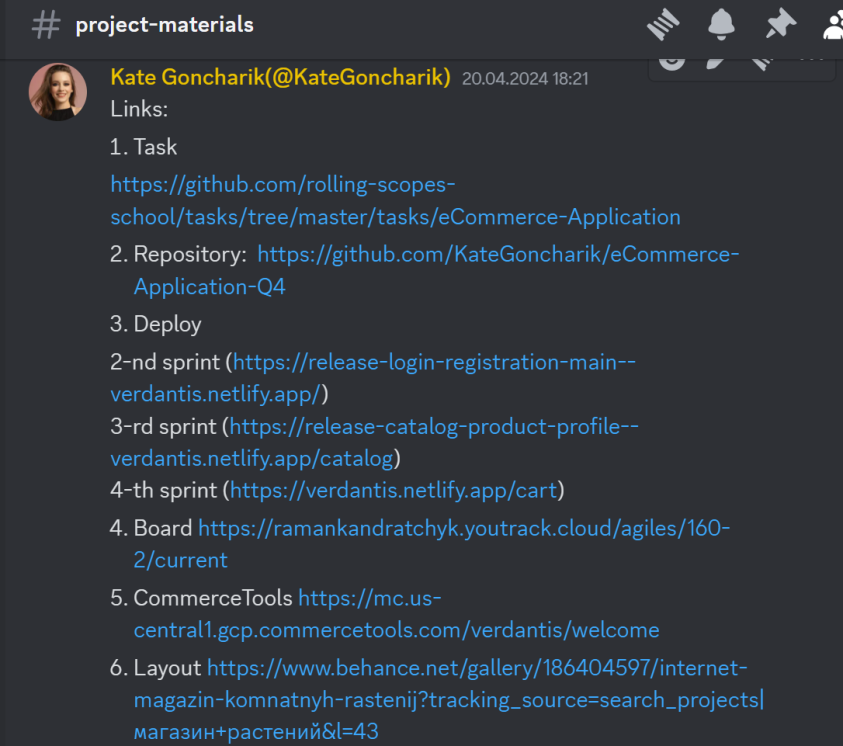 project-materials
Kate Goncharik(@KateGoncharik) 20.04.2024 18:21
Links:
1. Task
https://github.com/rolling-scopes-
school/tasks/tree/master/tasks/eCommerce-Application
2. Repository: https://github.com/KateGoncharik/eCommerce-
Application-Q4
3. Deploy
2-nd sprint (https://release-login-registration-main--
verdantis.netlify.app/)
3-rd sprint (https://release-catalog-product-profile--
verdantis.netlify.app/catalog)
4-th sprint (https://verdantis.netlify.app/cart)
4. Board https://ramankandratchyk.youtrack.cloud/agiles/160-
2/current
5. CommerceTools https://mc.us-
central1.gcp.commercetools.com/verdantis/welcome
6. Layout https://www.behance.net/gallery/186404597/internet-
magazin-komnatnyh-rastenij?tracking_source=search_projects|
магазин+растений&l=43